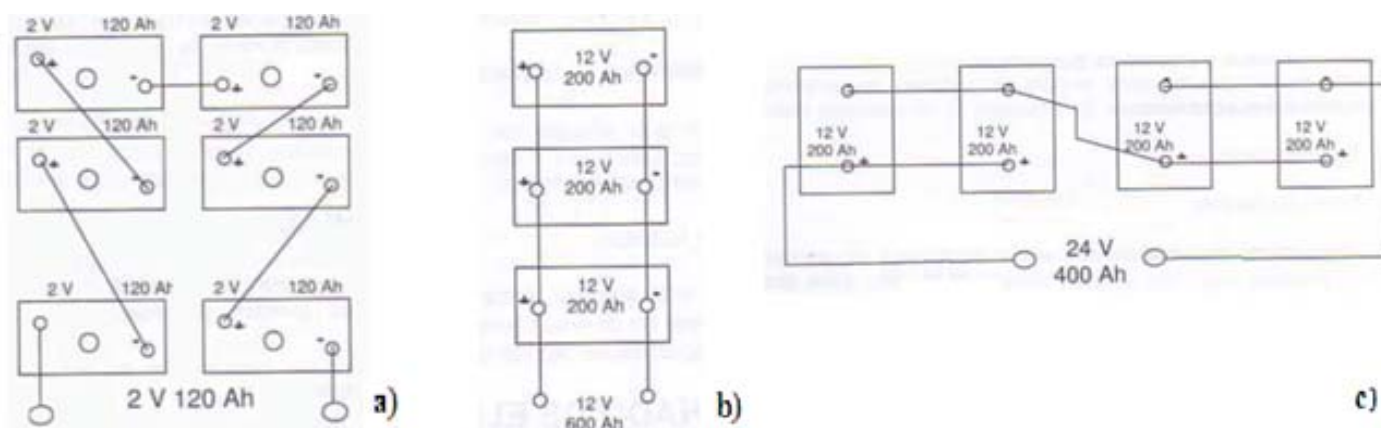 2 V 120 Ah 2 V 120 Ah
+ - + -
2 V 120 Ah 2 V 120 Ah
+ - + -
2 V 120 Ah 2 V 120 Ah
- + -
2 V 120 Ah
a)
12 V
200 Ah
+ -
12 V
200 Ah
+ -
12 V
200 Ah
+ -
12 V
600 Ah
b)
12 V 12 V 12 V 12 V
200 Ah 200 Ah 200 Ah 200 Ah
+ + + +
24 V
400 Ah
c)